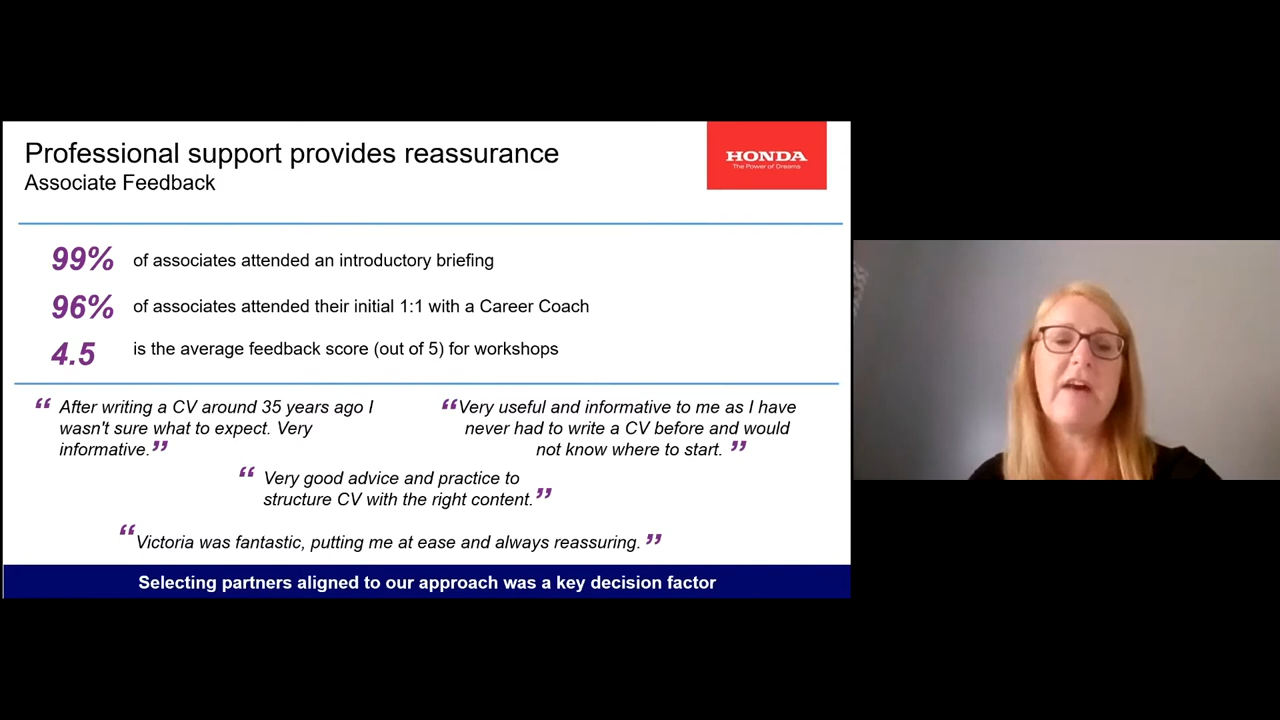 Professional support provides reassurance
Associate Feedback
HONDA
The Power of Dreams
99% of associates attended an introductory briefing
96% of associates attended their initial 1:1 with a Career Coach
4.5 is the average feedback score (out of 5) for workshops
“ After writing a CV around 35 years ago I
wasn't sure what to expect. Very
informative.”
“Very useful and informative to me as I have
never had to write a CV before and would
not know where to start. ”
“ Very good advice and practice to
structure CV with the right content.”
“Victoria was fantastic, putting me at ease and always reassuring. ”
Selecting partners aligned to our approach was a key decision factor